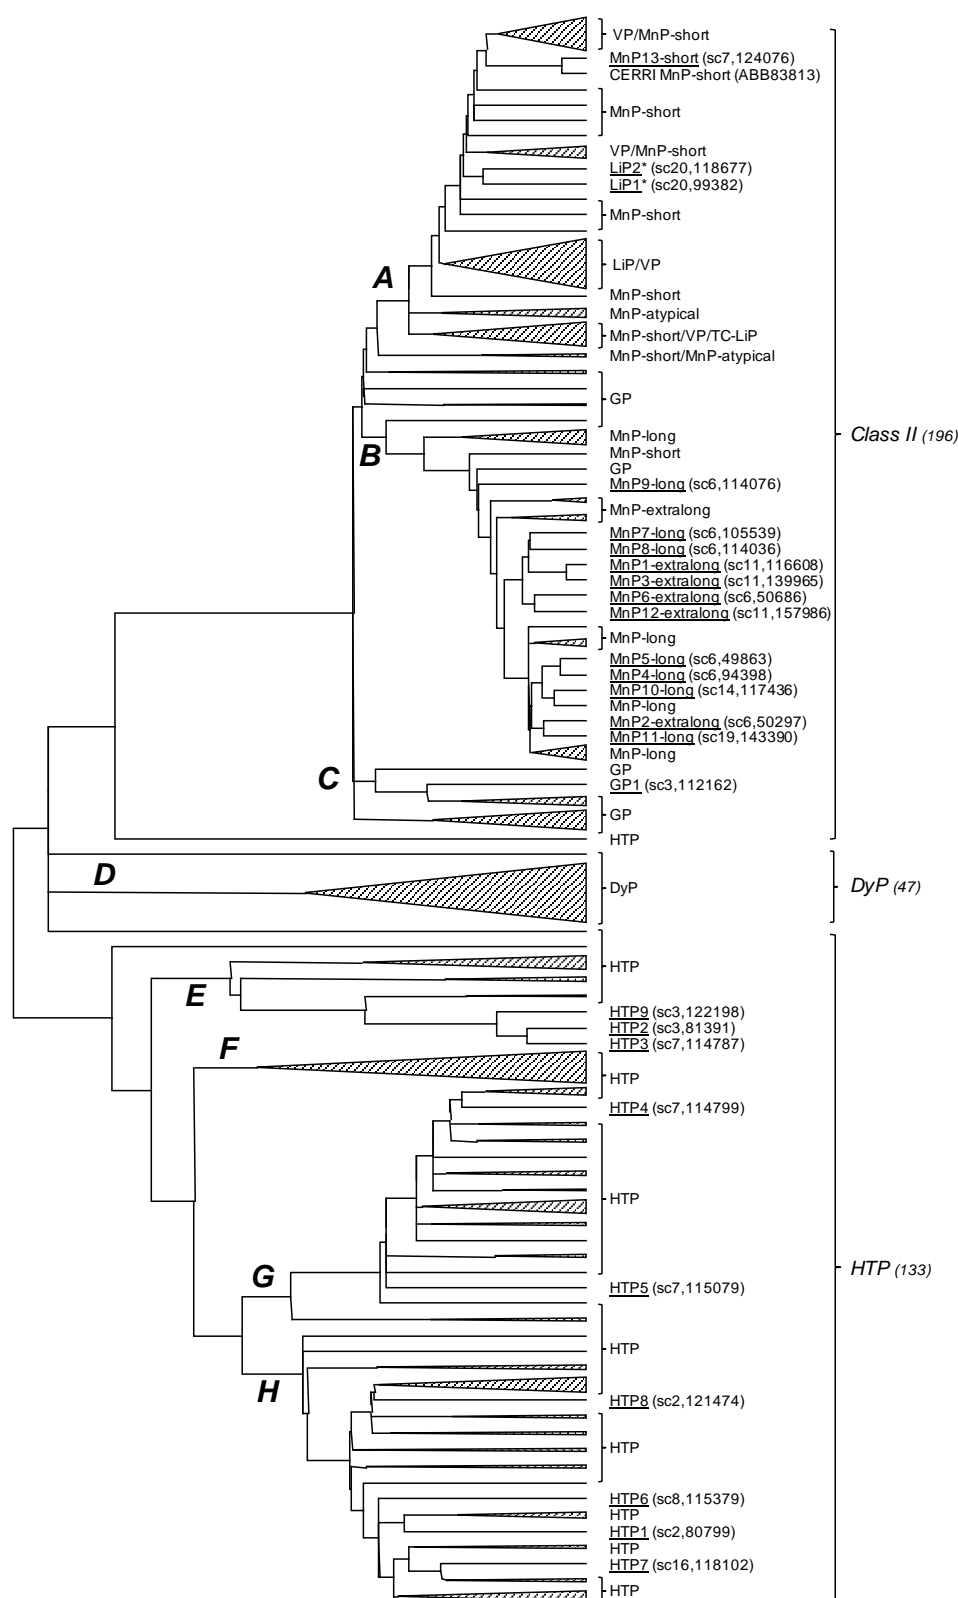 VP/MnP-short
MnP13-short (sc7,124076)
CERRI MnP-short (ABB83813)
MnP-short
VP/MnP-short
LiP2* (sc20,118677)
LiP1* (sc20,99382)
MnP-short
LiP/VP
A
MnP-short
MnP-atypical
MnP-short/VP/TC-LiP
MnP-short/MnP-atypical
GP
Class II (196)
MnP-long
B
MnP-short
GP
MnP9-long (sc6,114076)
MnP-extralong
MnP7-long (sc6,105539)
MnP8-long (sc6,114036)
MnP1-extralong (sc11,116608)
MnP3-extralong (sc11,139965)
MnP6-extralong (sc6,50686)
MnP12-extralong (sc11,157986)
MnP-long
MnP5-long (sc6,49863)
MnP4-long (sc6,94398)
MnP10-long (sc14,117436)
MnP-long
MnP2-extralong (sc6,50297)
MnP11-long (sc19,143390)
MnP-long
GP
C
GP1 (sc3,112162)
GP
HTP
D
DyP
DyP (47)
HTP
E
HTP9 (sc3,122198)
HTP2 (sc3,81391)
HTP3 (sc7,114787)
F
HTP
HTP4 (sc7,114799)
HTP
HTP (133)
G
HTP5 (sc7,115079)
HTP
H
HTP8 (sc2,121474)
HTP
HTP6 (sc8,115379)
HTP
HTP1 (sc2,80799)
HTP
HTP7 (sc16,118102)
HTP